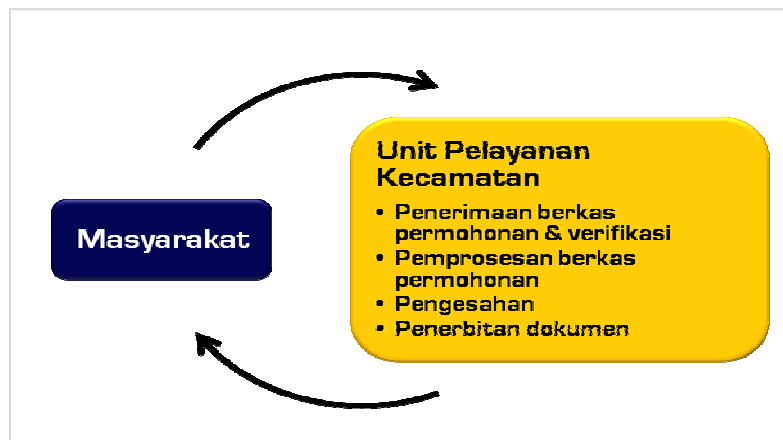 Masyarakat
Unit Pelayanan
Kecamatan
• Penerimaan berkas
permohonan & verifikasi
• Pemprosesan berkas
permohonan
• Pengesahan
• Penerbitan dokumen